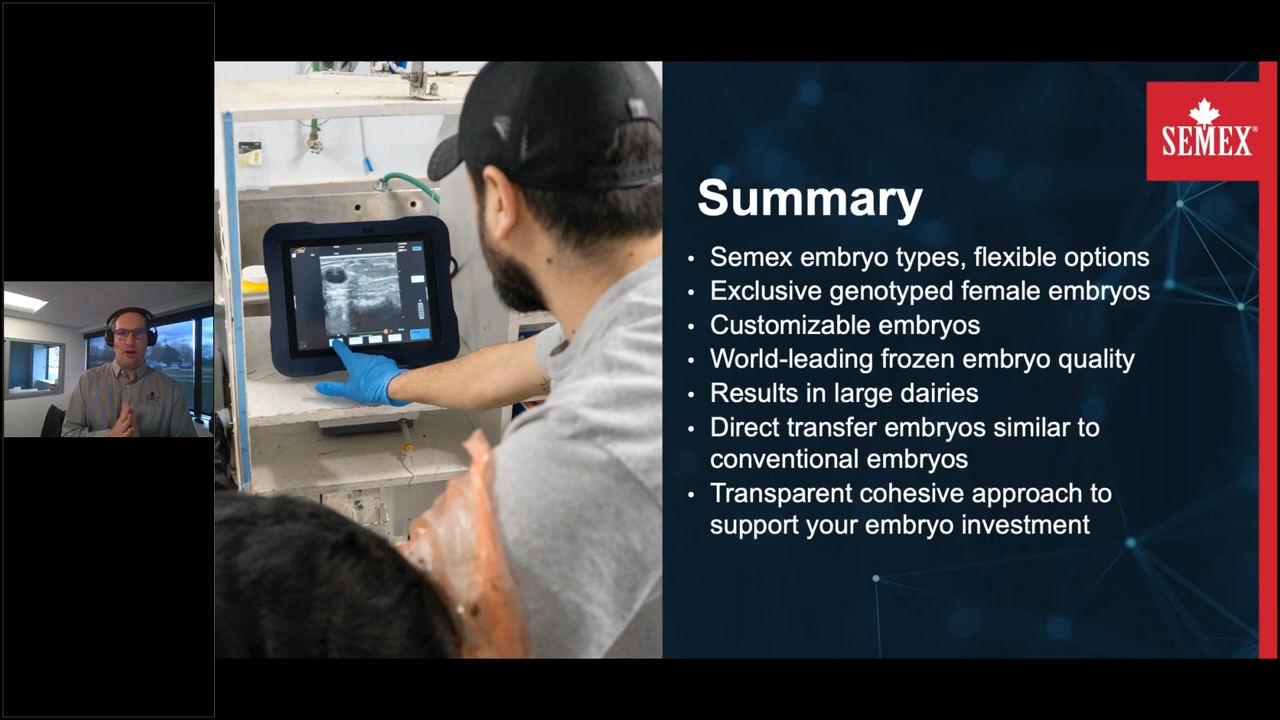 SEMEX®
Summary
• Semex embryo types, flexible options
• Exclusive genotyped female embryos
• Customizable embryos
• World-leading frozen embryo quality
• Results in large dairies
• Direct transfer embryos similar to
conventional embryos
• Transparent cohesive approach to
support your embryo investment